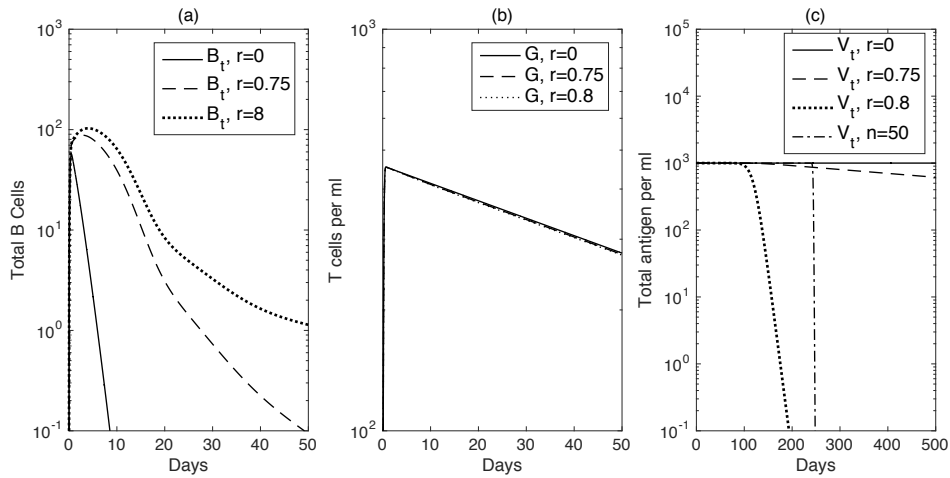 (a)
10^3
10^2
10^1
10^0
10^-1
Total B Cells
B_t, r=0
B_t, r=0.75
B_t, r=8
0 10 20 30 40 50
Days
(b)
10^3
10^2
T cells per ml
G, r=0
G, r=0.75
G, r=0.8
0 10 20 30 40 50
Days
(c)
10^5
10^4
10^3
10^2
10^1
10^0
10^-1
Total antigen per ml
V_t, r=0
V_t, r=0.75
V_t, r=0.8
V_t, n=50
0 100 200 300 400 500
Days